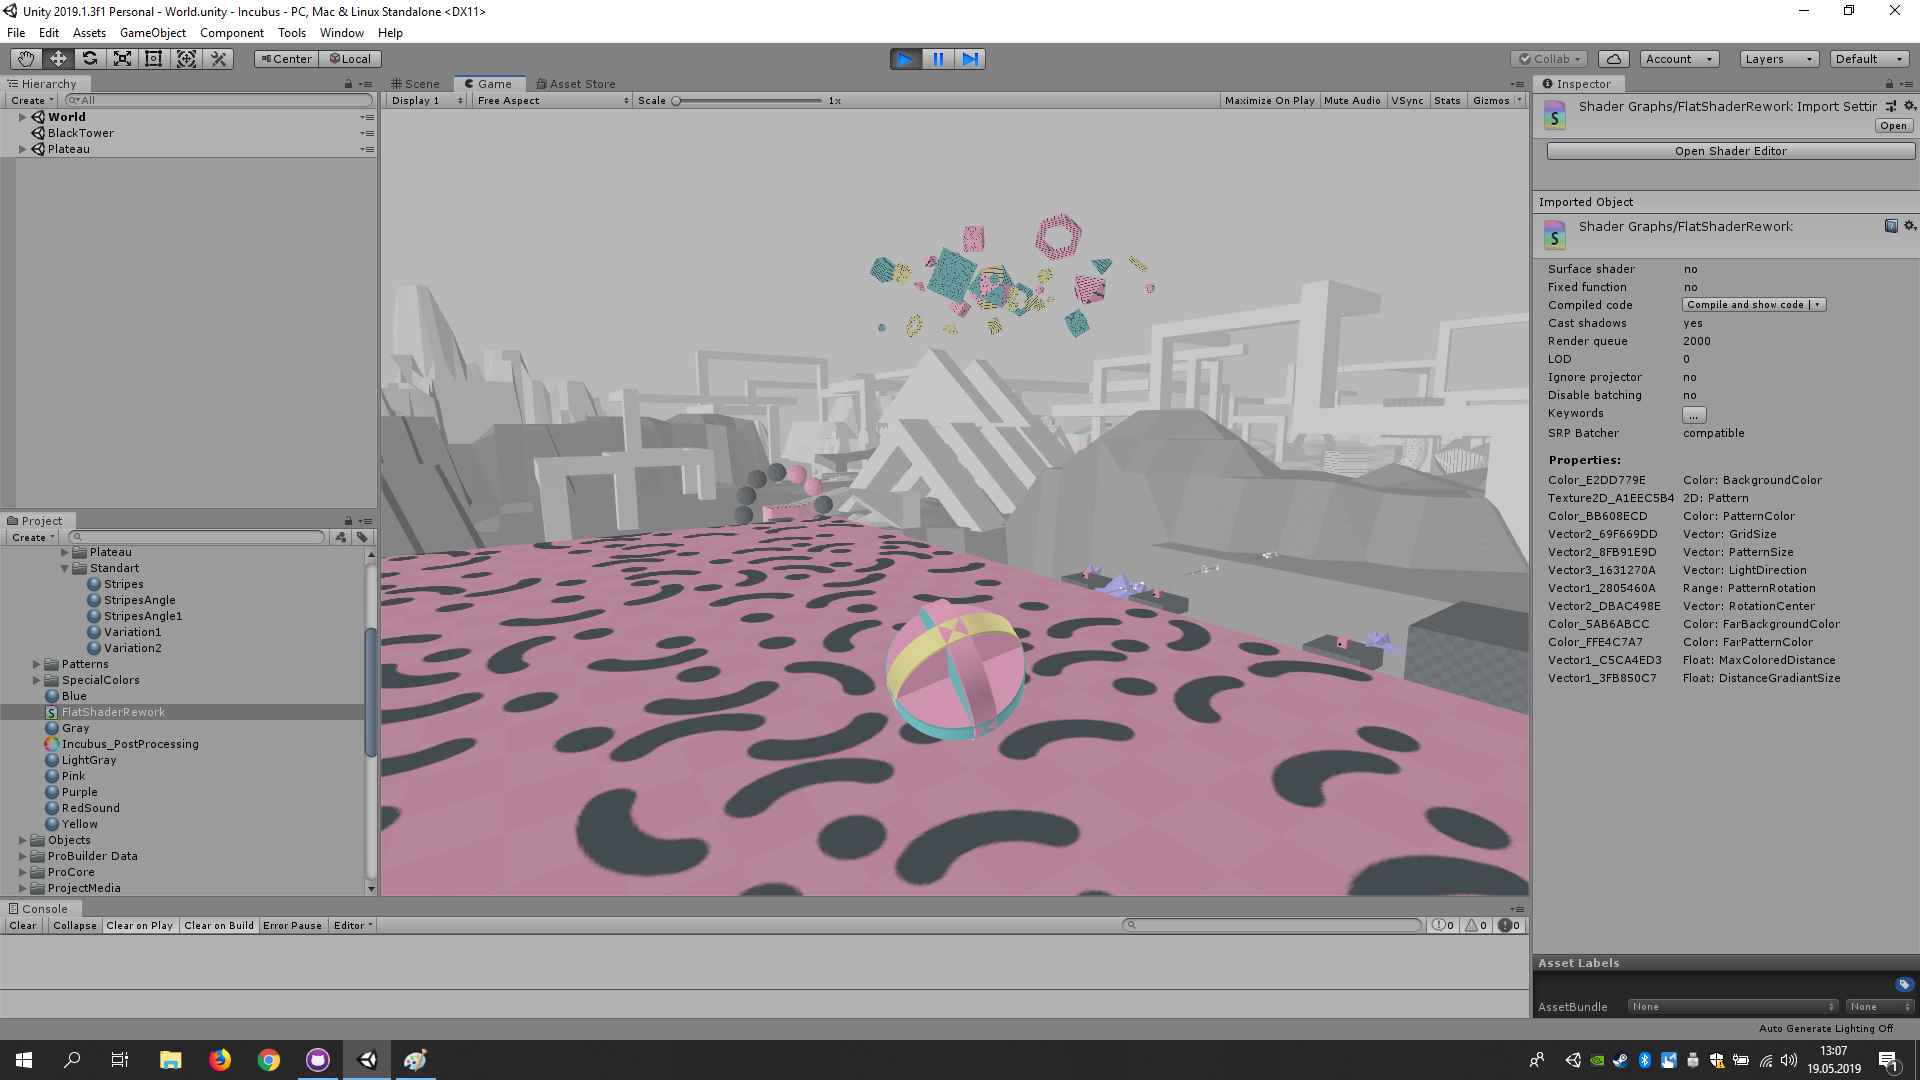 Unity 2019.1.3f1 Personal - World.unity - Incubus - PC, Mac & Linux Standalone <DX11>
File Edit Assets GameObject Component Tools Window Help
Center Local Collab Account Layers Default
Hierarchy
Create All
World
BlackTower
Plateau
Scene Game Asset Store
Display 1 Free Aspect Scale 1x Maximize On Play Mute Audio VSync Stats Gizmos
Project
Create
Plateau
Standart
Stripes
StripesAngle
StripesAngle1
Variation1
Variation2
Patterns
SpecialColors
Blue
FlatShaderRework
Gray
Incubus_PostProcessing
LightGray
Pink
Purple
RedSound
Yellow
Objects
ProBuilder Data
ProCore
ProjectMedia
Console
Clear Collapse Clear on Play Clear on Build Error Pause Editor 0 0 0
Inspector
Shader Graphs/FlatShaderRework Import Settir
Open
Open Shader Editor
Imported Object
Shader Graphs/FlatShaderRework
Surface shader no
Fixed function no
Compiled code Compile and show code
Cast shadows yes
Render queue 2000
LOD 0
Ignore projector no
Disable batching no
Keywords ...
SRP Batcher compatible
Properties:
Color_E2DD779E Color: BackgroundColor
Texture2D_A1EEC5B4 2D: Pattern
Color_BB608ECD Color: PatternColor
Vector2_69F669DD Vector: GridSize
Vector2_8FB91E9D Vector: PatternSize
Vector3_1631270A Vector: LightDirection
Vector1_2805460A Range: PatternRotation
Vector2_DBAC498E Vector: RotationCenter
Color_5AB6ABCC Color: FarBackgroundColor
Color_FFE4C7A7 Color: FarPatternColor
Vector1_C5CA4ED3 Float: MaxColoredDistance
Vector1_3FB850C7 Float: DistanceGradiantSize
Asset Labels
AssetBundle None None
Auto Generate Lighting Off
13:07
19.05.2019
1